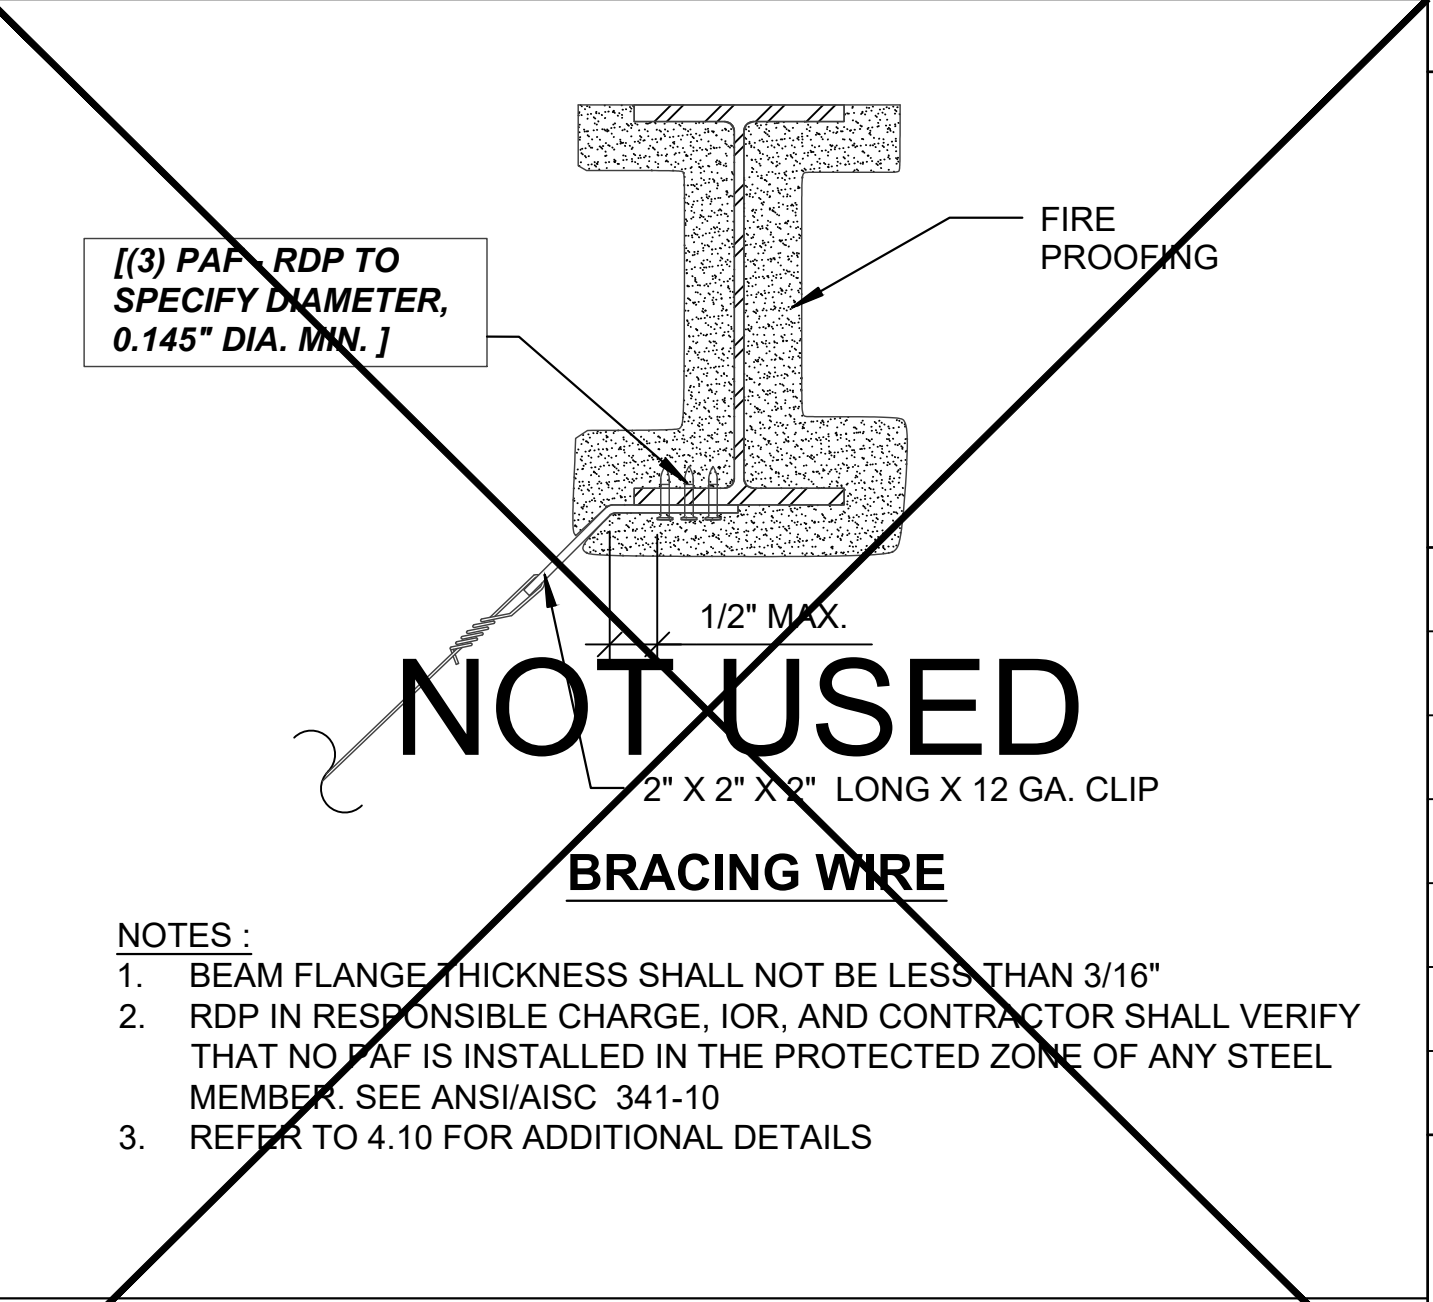 [(3) PAF - RDP TO
SPECIFY DIAMETER,
0.145" DIA. MIN. ]
FIRE
PROOFING
1/2" MAX.
NOT USED
2" X 2" X 2" LONG X 12 GA. CLIP
BRACING WIRE
NOTES :
1. BEAM FLANGE THICKNESS SHALL NOT BE LESS THAN 3/16"
2. RDP IN RESPONSIBLE CHARGE, IOR, AND CONTRACTOR SHALL VERIFY
THAT NO PAF IS INSTALLED IN THE PROTECTED ZONE OF ANY STEEL
MEMBER. SEE ANSI/AISC 341-10
3. REFER TO 4.10 FOR ADDITIONAL DETAILS